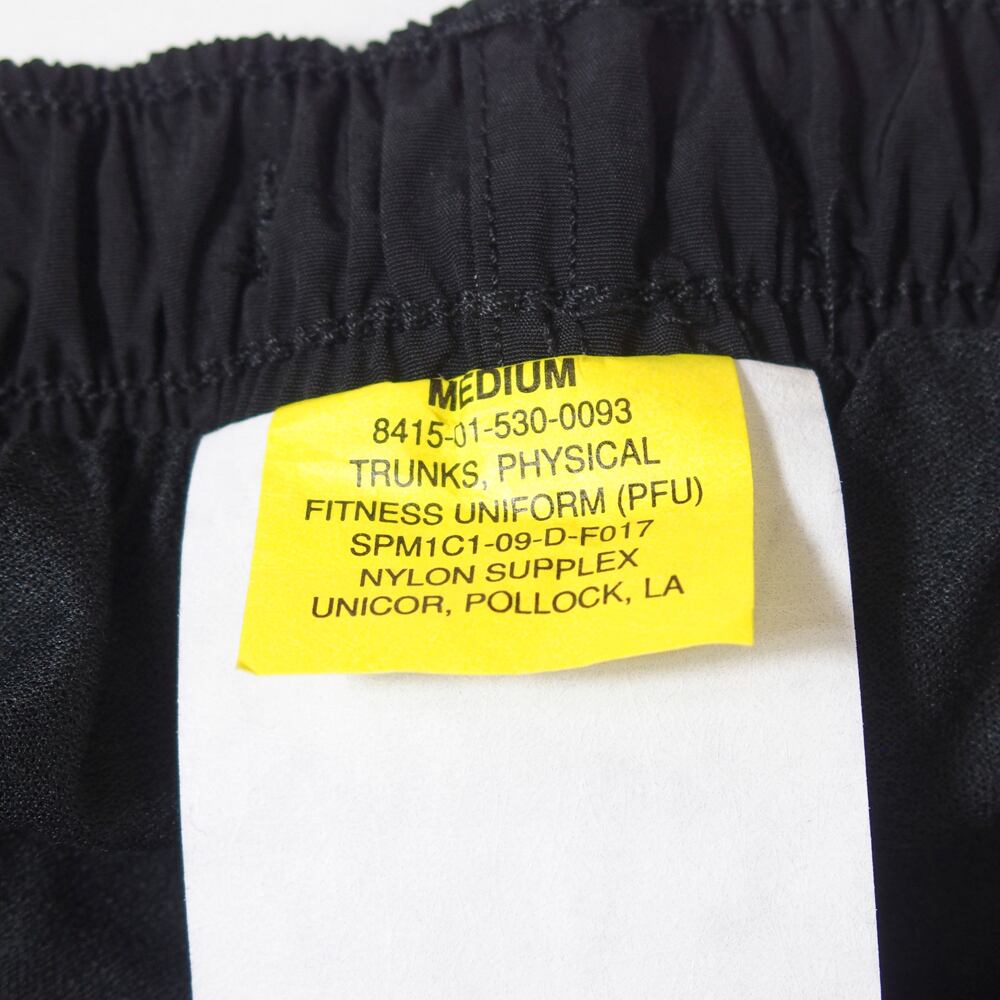 MEDIUM
8415-01-530-0093
TRUNKS, PHYSICAL
FITNESS UNIFORM (PFU)
SPM1C1-09-D-F017
NYLON SUPPLEX
UNICOR, POLLOCK, LA